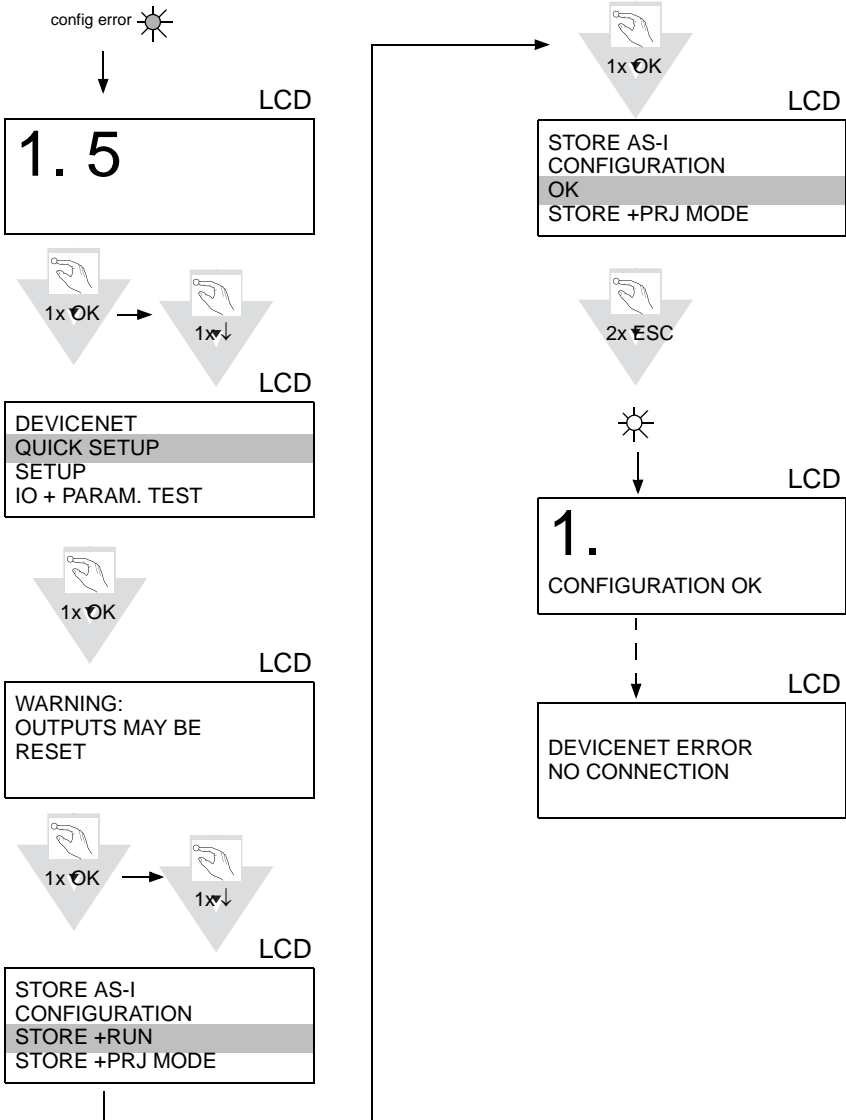 config error
LCD
1. 5
1x OK
1x↓
LCD
DEVICENET
QUICK SETUP
SETUP
IO + PARAM. TEST
1x OK
LCD
WARNING:
OUTPUTS MAY BE
RESET
1x OK
1x↓
LCD
STORE AS-I
CONFIGURATION
STORE +RUN
STORE +PRJ MODE
1x OK
LCD
STORE AS-I
CONFIGURATION
OK
STORE +PRJ MODE
2x ESC
LCD
1.
CONFIGURATION OK
LCD
DEVICENET ERROR
NO CONNECTION